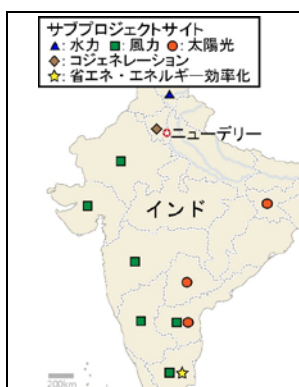 サブプロジェクトサイト
▲: 水力 ■: 風力 ●: 太陽光
◆: コジェネレーション
☆: 省エネ・エネルギー効率化
ニューデリー
インド
200km